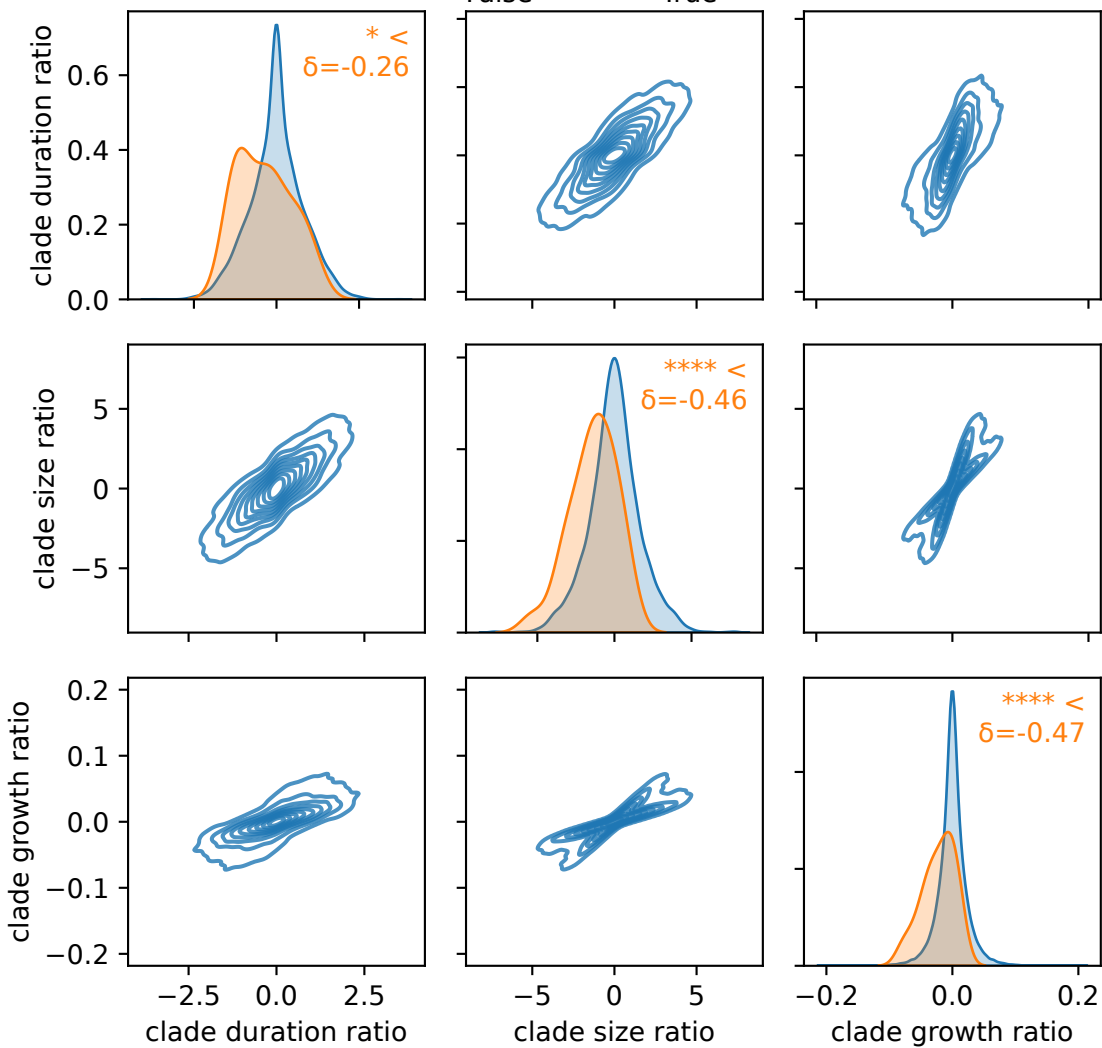 clade duration ratio
0.6
0.4
0.2
0.0
* <
δ=-0.26
clade size ratio
5
0
−5
**** <
δ=-0.46
clade growth ratio
0.2
0.1
0.0
−0.1
−0.2
**** <
δ=-0.47
−2.5 0.0 2.5
−5 0 5
−0.2 0.0 0.2
clade duration ratio
clade size ratio
clade growth ratio